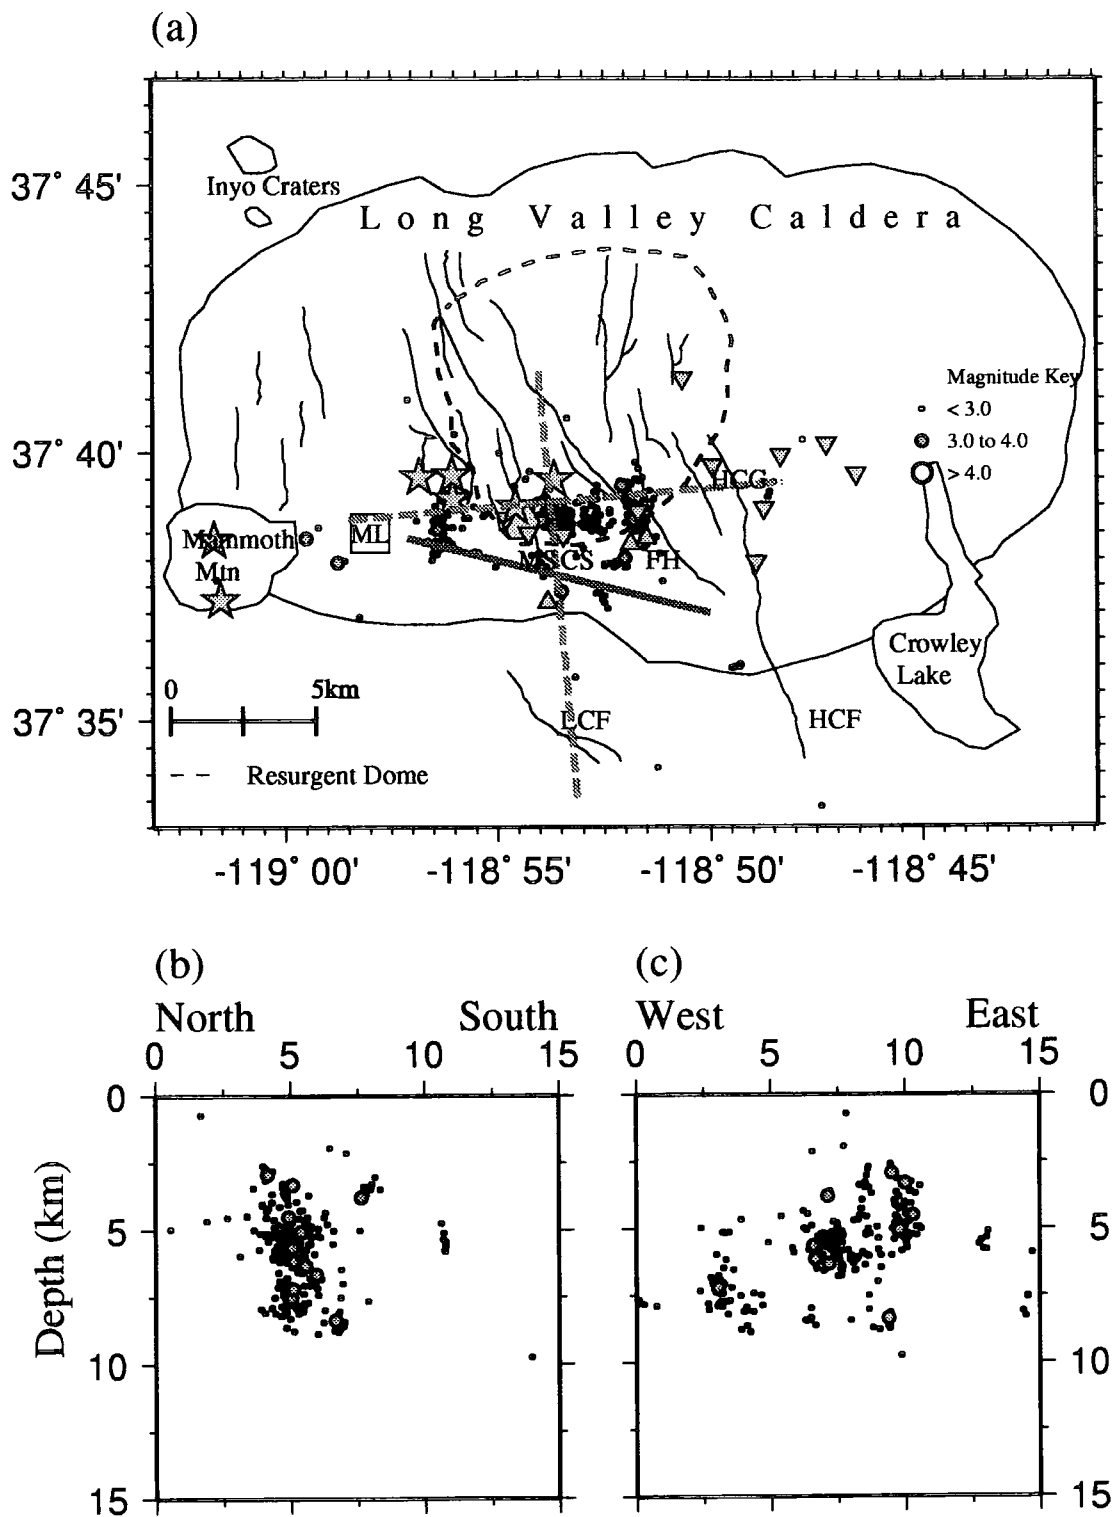 (a)
37° 45'
Inyo Craters
Long Valley Caldera
Magnitude Key
< 3.0
37° 40'
3.0 to 4.0
HCG
> 4.0
ML
Mammoth
Mtn
MS
CS
FH
Crowley
Lake
0
5km
37° 35'
LCF
HCF
Resurgent Dome
-119° 00'
-118° 55'
-118° 50'
-118° 45'
(b)
(c)
North
South
West
East
0 5 10 15
0 5 10 15
0
5
10
15
Depth (km)
0
5
10
15